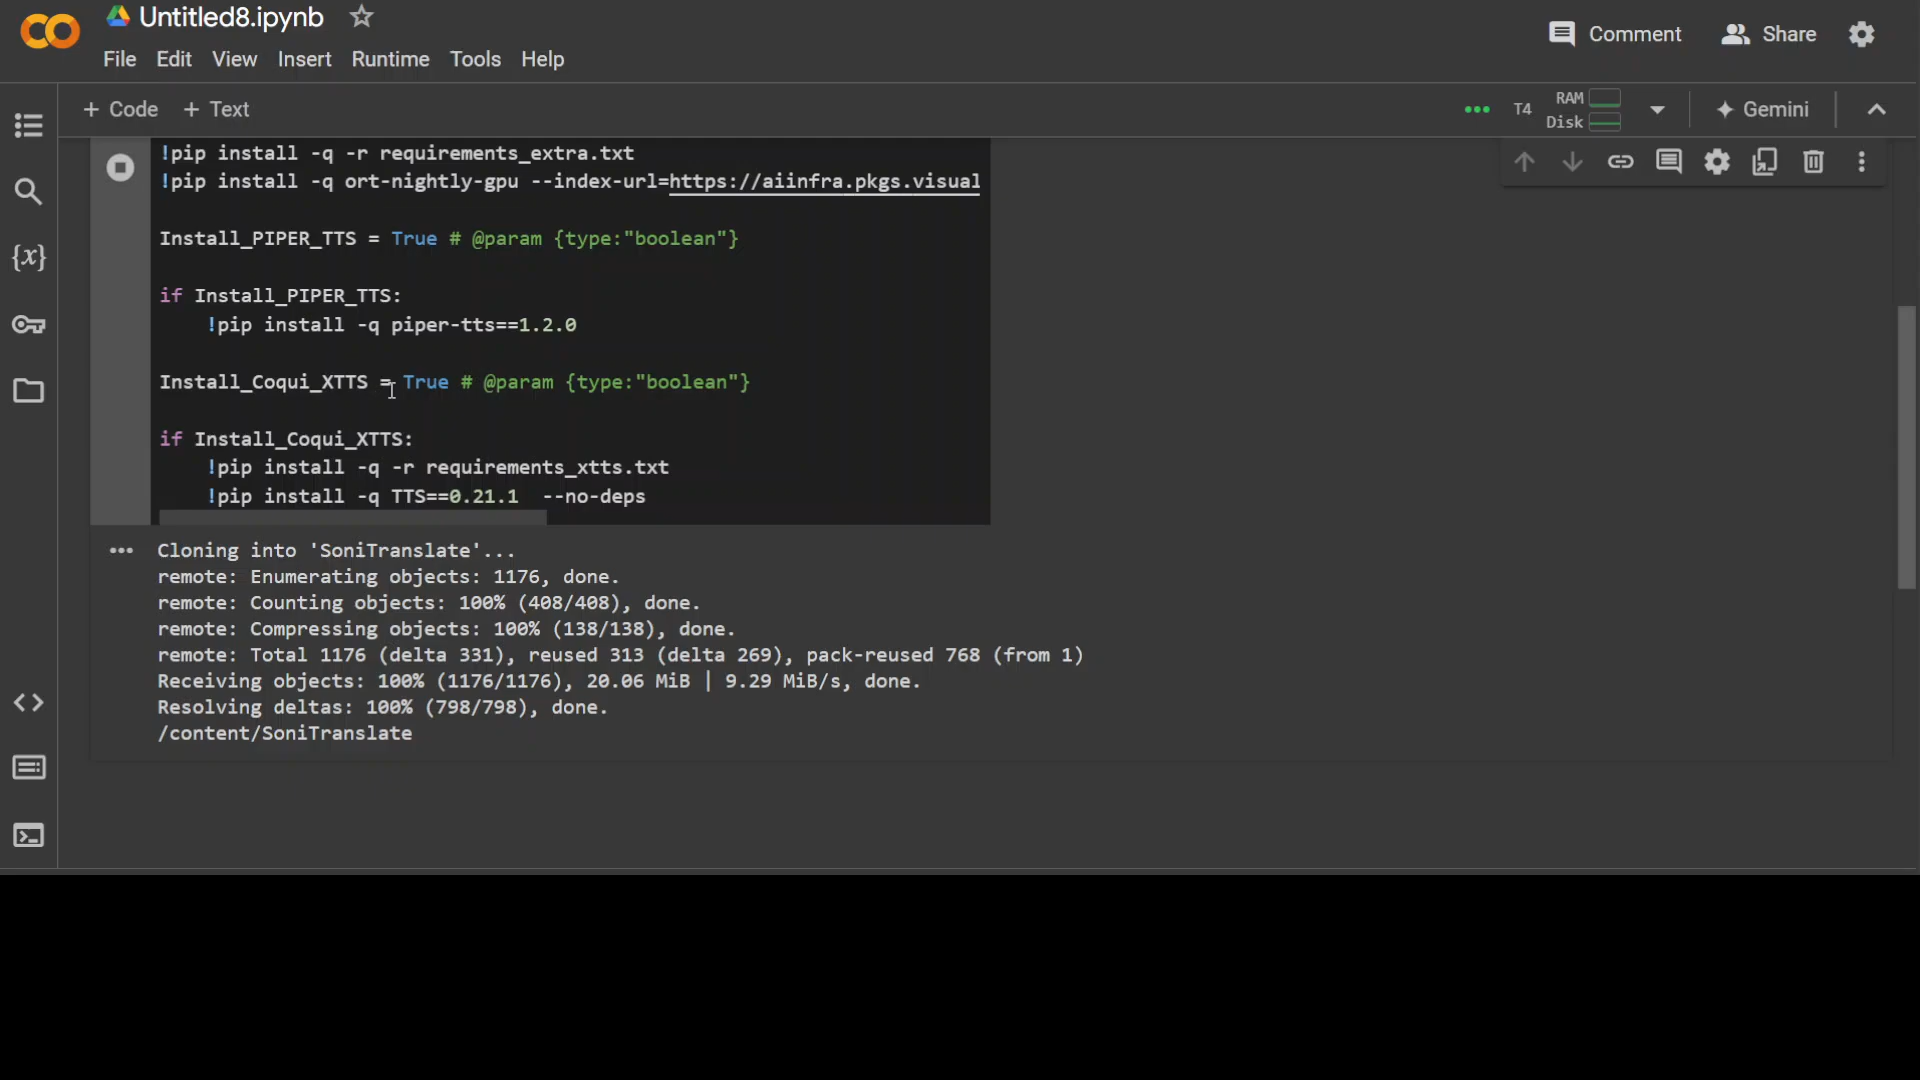 Untitled8.ipynb
Comment
Share
File Edit View Insert Runtime Tools Help
+ Code + Text
T4
RAM
Disk
Gemini
!pip install -q -r requirements_extra.txt
!pip install -q ort-nightly-gpu --index-url=https://aiinfra.pkgs.visual
Install_PIPER_TTS = True # @param {type:"boolean"}
if Install_PIPER_TTS:
!pip install -q piper-tts==1.2.0
Install_Coqui_XTTS = True # @param {type:"boolean"}
if Install_Coqui_XTTS:
!pip install -q -r requirements_xtts.txt
!pip install -q TTS==0.21.1 --no-deps
Cloning into 'SoniTranslate'...
remote: Enumerating objects: 1176, done.
remote: Counting objects: 100% (408/408), done.
remote: Compressing objects: 100% (138/138), done.
remote: Total 1176 (delta 331), reused 313 (delta 269), pack-reused 768 (from 1)
Receiving objects: 100% (1176/1176), 20.06 MiB | 9.29 MiB/s, done.
Resolving deltas: 100% (798/798), done.
/content/SoniTranslate